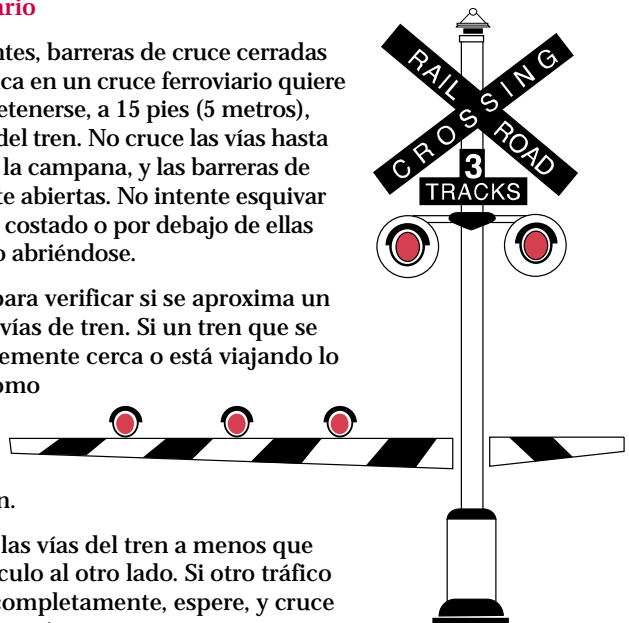 ario
ntes, barreras de cruce cerradas
ica en un cruce ferroviario quiere
etenerse, a 15 pies (5 metros),
del tren. No cruce las vías hasta
la campana, y las barreras de
te abiertas. No intente esquivar
costado o por debajo de ellas
o abriéndose.
para verificar si se aproxima un
vías de tren. Si un tren que se
emente cerca o está viajando lo
omo
n.
las vías del tren a menos que
culo al otro lado. Si otro tráfico
completamente, espere, y cruce
RAIL ROAD
CROSSING
3
TRACKS